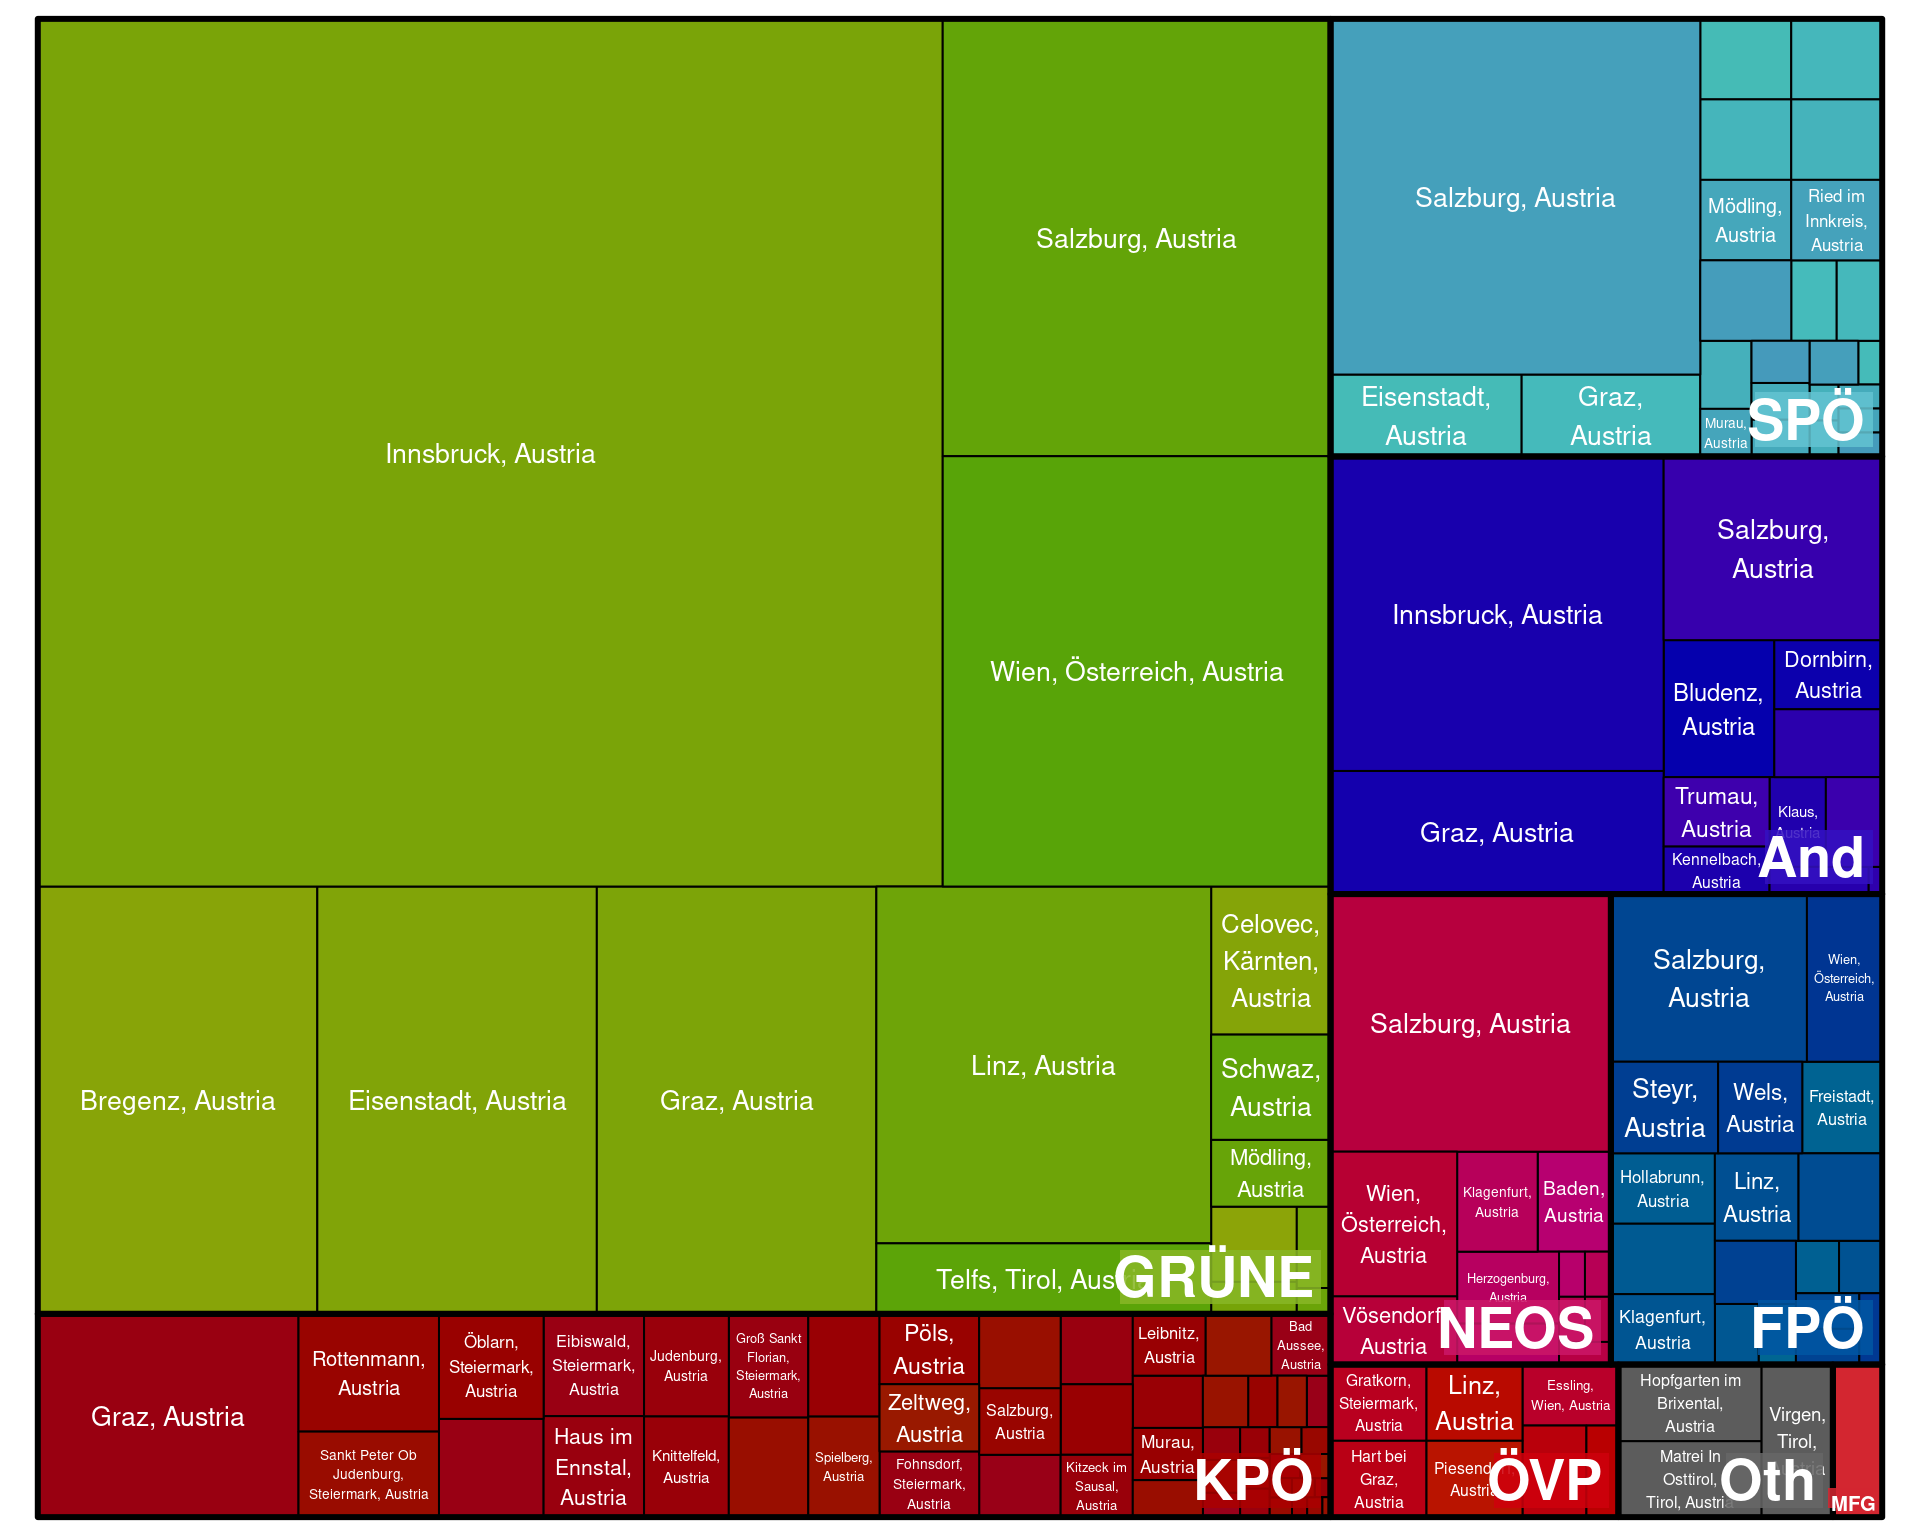 Innsbruck, Austria
Salzburg, Austria
Wien, Österreich, Austria
Bregenz, Austria
Eisenstadt, Austria
Graz, Austria
Linz, Austria
Celovec,
Kärnten,
Austria
Schwaz,
Austria
Mödling,
Austria
Telfs, Tirol, Aus
GRÜNE
Salzburg, Austria
Eisenstadt,
Austria
Graz,
Austria
Mödling,
Austria
Ried im
Innkreis,
Austria
Murau,
Austria
SPÖ
Innsbruck, Austria
Graz, Austria
Salzburg,
Austria
Bludenz,
Austria
Dornbirn,
Austria
Trumau,
Austria
Klaus,
Austria
Kennelbach,
Austria
And
Salzburg, Austria
Wien,
Österreich,
Austria
Klagenfurt,
Austria
Baden,
Austria
Herzogenburg,
Austria
Vösendorf,
Austria
NEOS
Salzburg,
Austria
Wien,
Österreich,
Austria
Steyr,
Austria
Wels,
Austria
Freistadt,
Austria
Hollabrunn,
Austria
Linz,
Austria
Klagenfurt,
Austria
FPÖ
Graz, Austria
Rottenmann,
Austria
Sankt Peter Ob
Judenburg,
Steiermark, Austria
Öblarn,
Steiermark,
Austria
Eibiswald,
Steiermark,
Austria
Haus im
Ennstal,
Austria
Judenburg,
Austria
Knittelfeld,
Austria
Groß Sankt
Florian,
Steiermark,
Austria
Spielberg,
Austria
Pöls,
Austria
Zeltweg,
Austria
Fohnsdorf,
Steiermark,
Austria
Salzburg,
Austria
Kitzeck im
Sausal,
Austria
Leibnitz,
Austria
Murau,
Austria
Bad
Aussee,
Austria
KPÖ
Gratkorn,
Steiermark,
Austria
Hart bei
Graz,
Austria
Linz,
Austria
Piesendorf,
Austria
Essling,
Wien, Austria
ÖVP
Hopfgarten im
Brixental,
Austria
Matrei In
Osttirol,
Tirol, Austria
Virgen,
Tirol,
Austria
Oth
MFG